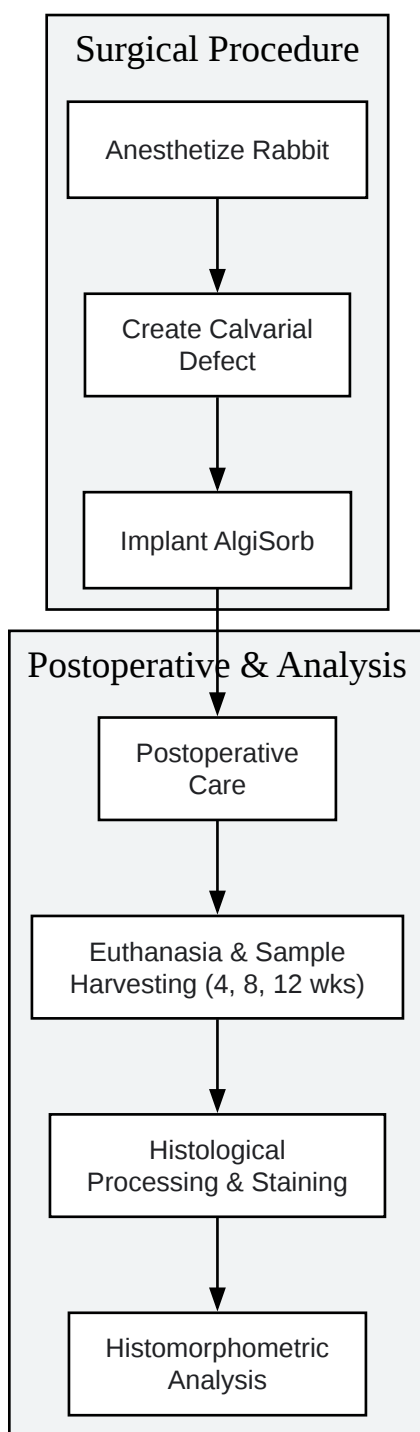 Surgical Procedure
Anesthetize Rabbit
Create Calvarial
Defect
Implant AlgiSorb
Postoperative & Analysis
Postoperative
Care
Euthanasia & Sample
Harvesting (4, 8, 12 wks)
Histological
Processing & Staining
Histomorphometric
Analysis